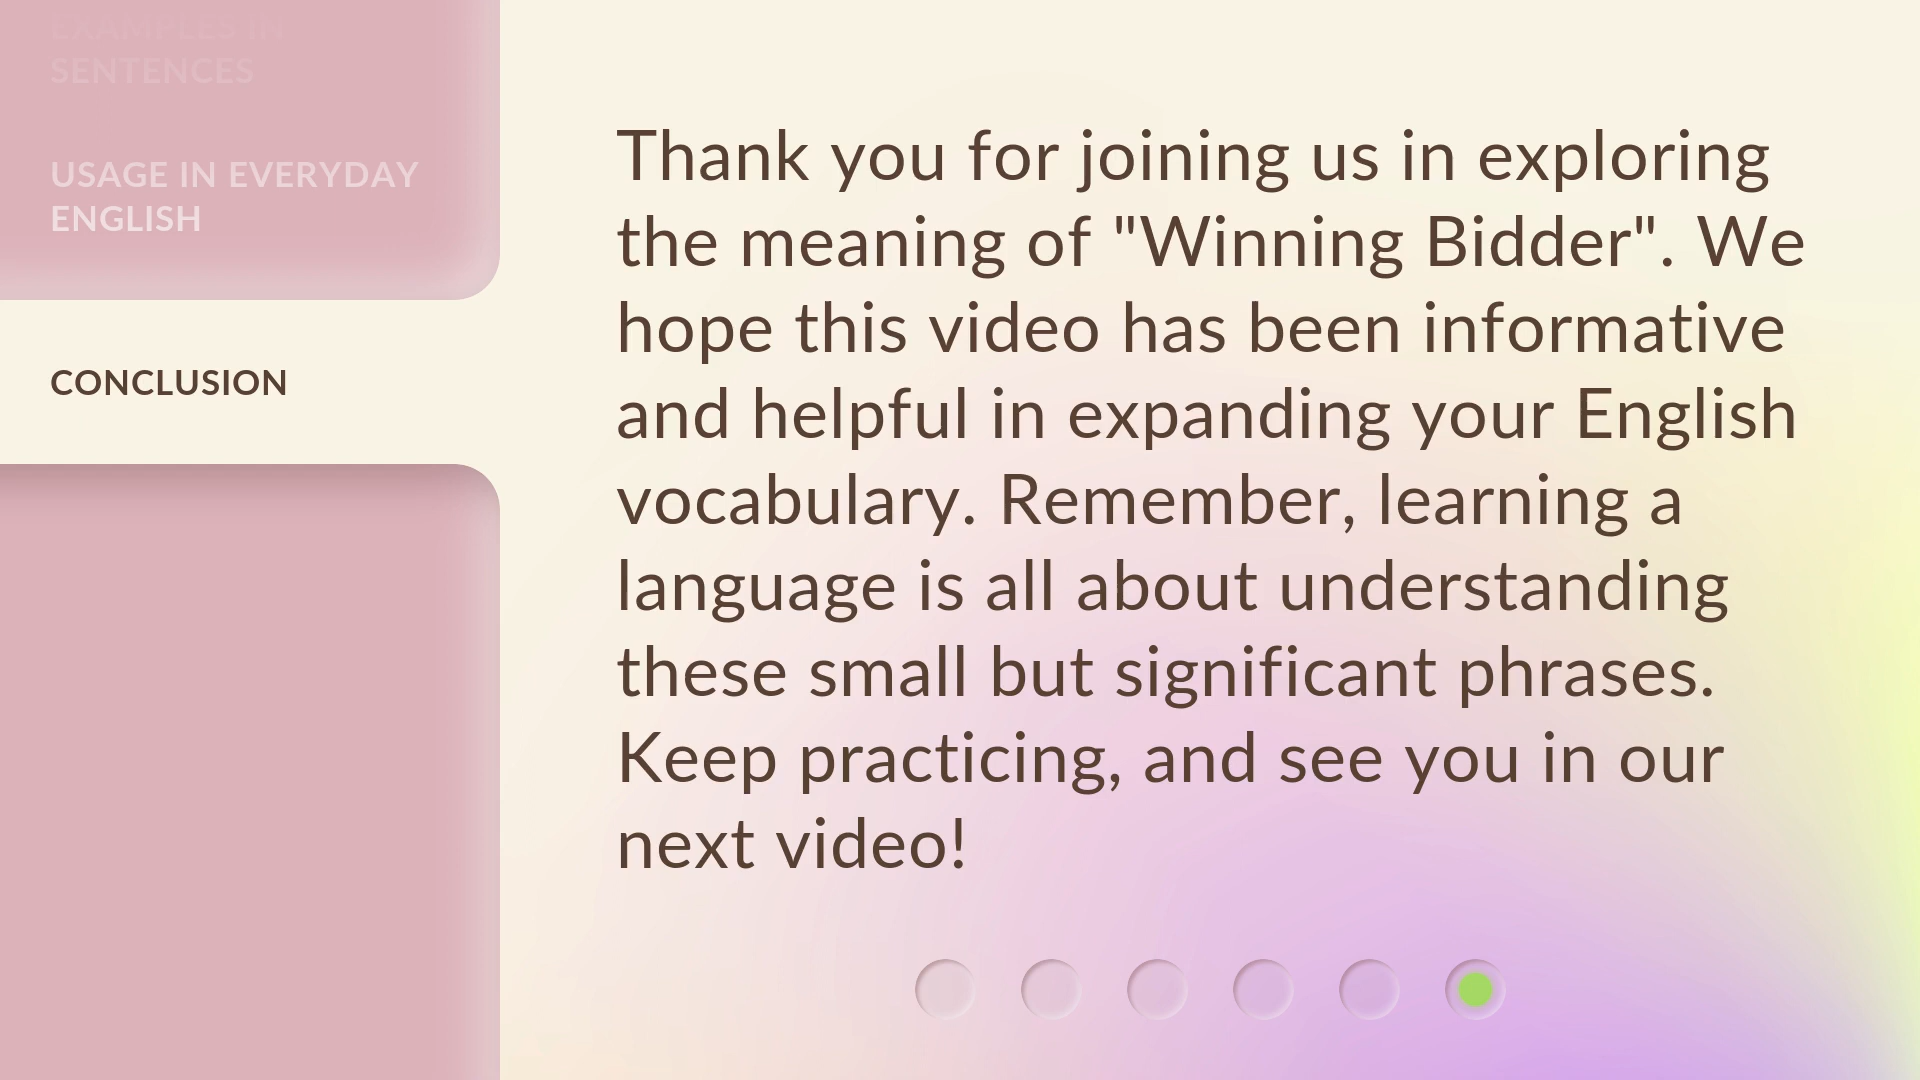 EXAMPLES IN
SENTENCES
USAGE IN EVERYDAY
ENGLISH
CONCLUSION
Thank you for joining us in exploring
the meaning of "Winning Bidder". We
hope this video has been informative
and helpful in expanding your English
vocabulary. Remember, learning a
language is all about understanding
these small but significant phrases.
Keep practicing, and see you in our
next video!